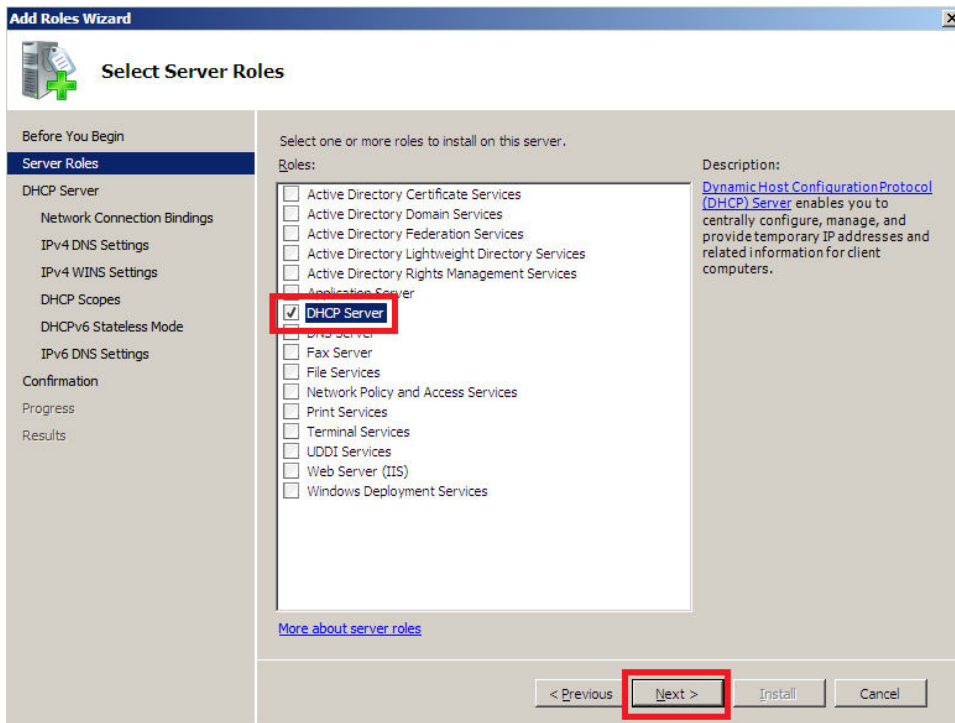 Add Roles Wizard
Select Server Roles
Before You Begin
Server Roles
DHCP Server
Network Connection Bindings
IPv4 DNS Settings
IPv4 WINS Settings
DHCP Scopes
DHCPv6 Stateless Mode
IPv6 DNS Settings
Confirmation
Progress
Results
Select one or more roles to install on this server.
Roles:
Active Directory Certificate Services
Active Directory Domain Services
Active Directory Federation Services
Active Directory Lightweight Directory Services
Active Directory Rights Management Services
Application Server
DHCP Server
DNS Server
Fax Server
File Services
Network Policy and Access Services
Print Services
Terminal Services
UDDI Services
Web Server (IIS)
Windows Deployment Services
More about server roles
Description:
Dynamic Host Configuration Protocol
(DHCP) Server enables you to
centrally configure, manage, and
provide temporary IP addresses and
related information for client
computers.
< Previous
Next >
Install
Cancel